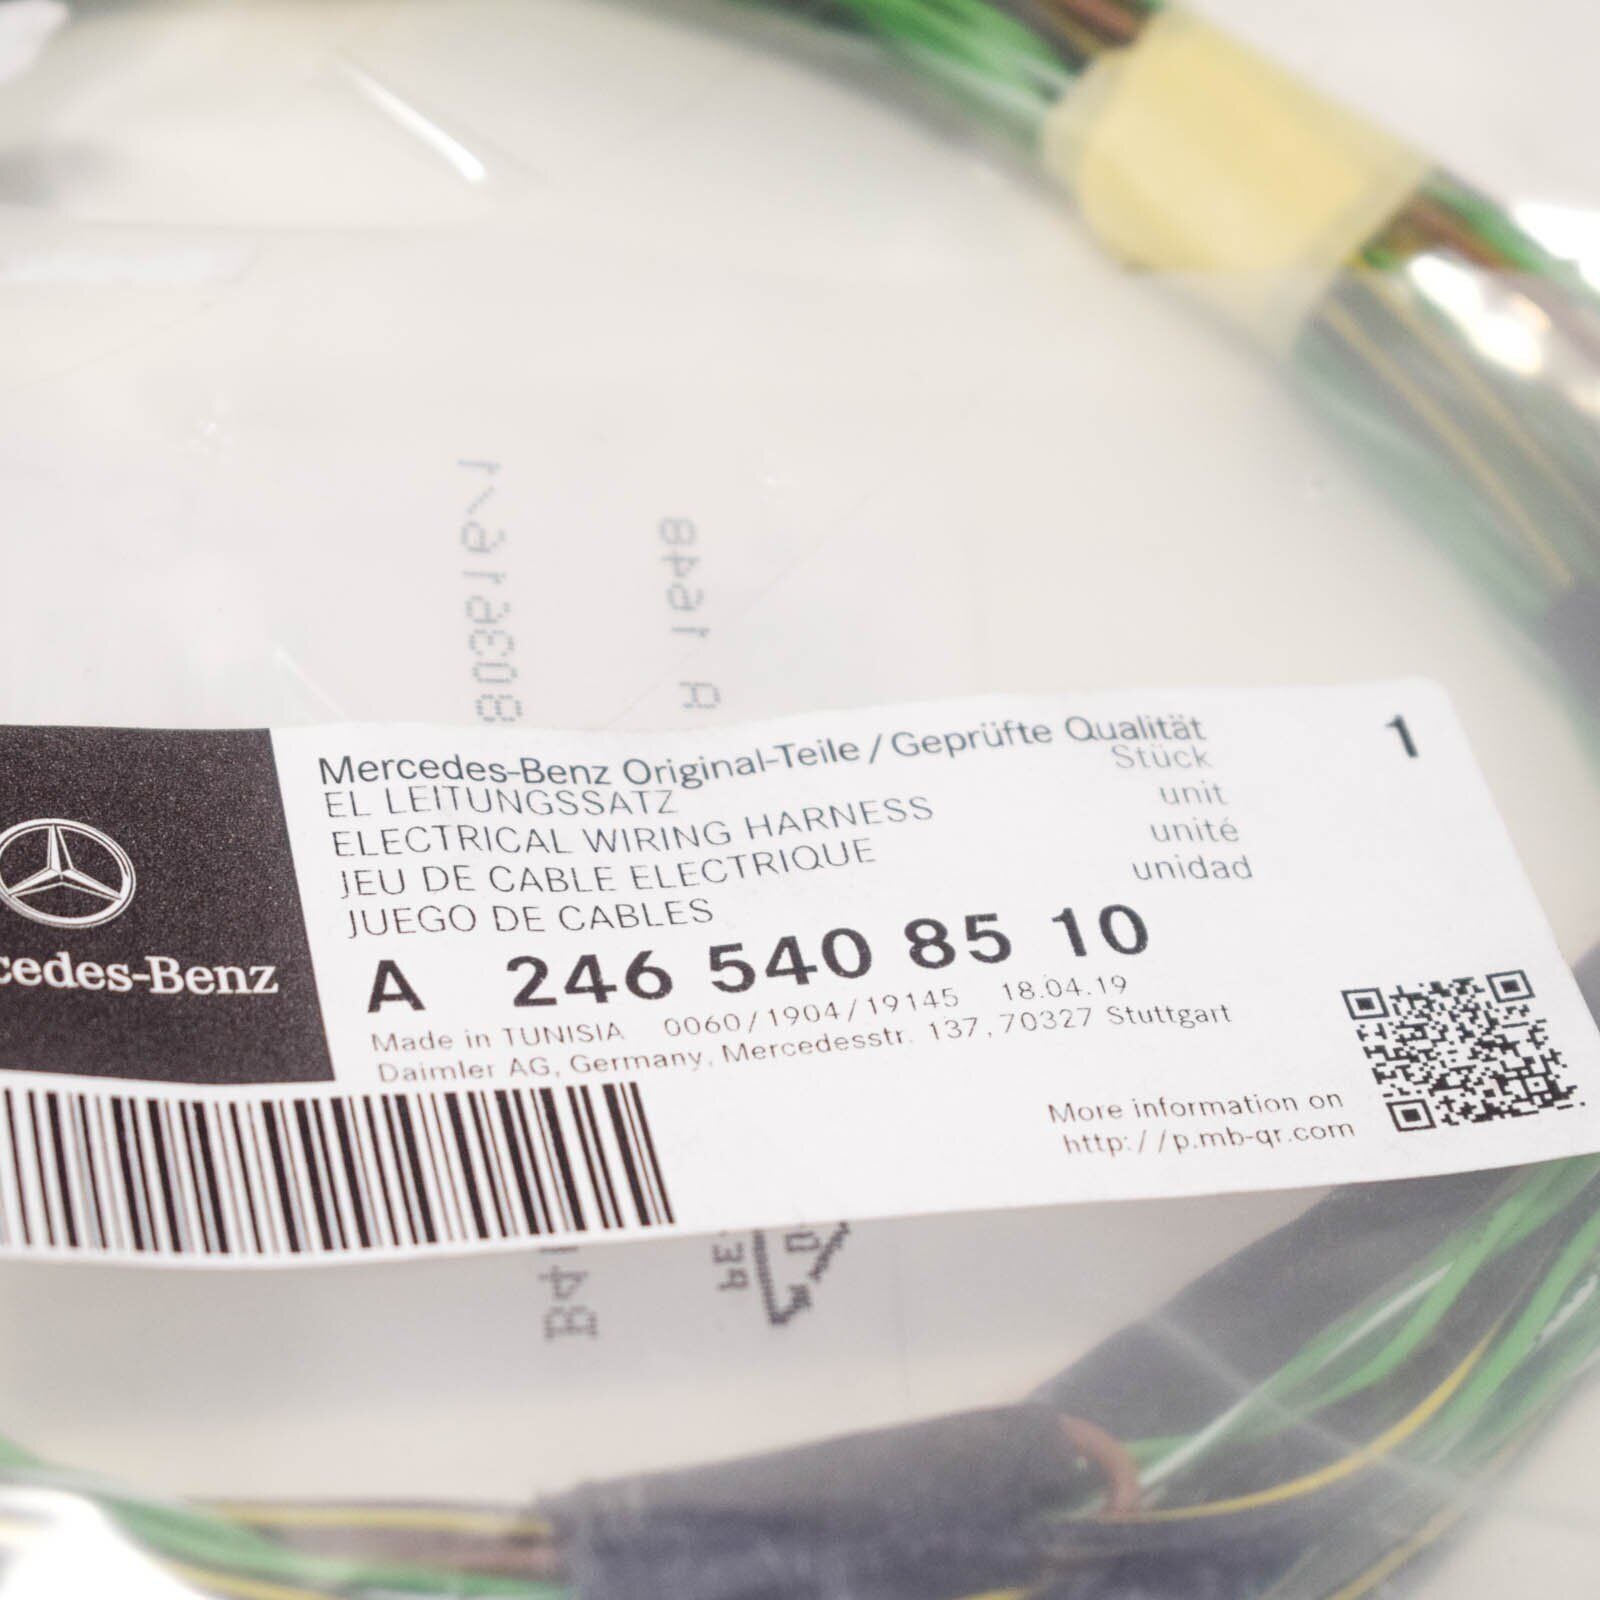 Mercedes-Benz Original-Teile / Geprüfte Qualität
1
EL LEITUNGSSATZ
Stück
ELECTRICAL WIRING HARNESS
unit
JEU DE CABLE ELECTRIQUE
unité
JUEGO DE CABLES
unidad
A 246 540 85 10
Made in TUNISIA 0060/1904/19145 18.04.19
Daimler AG, Germany, Mercedesstr. 137, 70327 Stuttgart
More information on
http://p.mb-qr.com
cedes-Benz